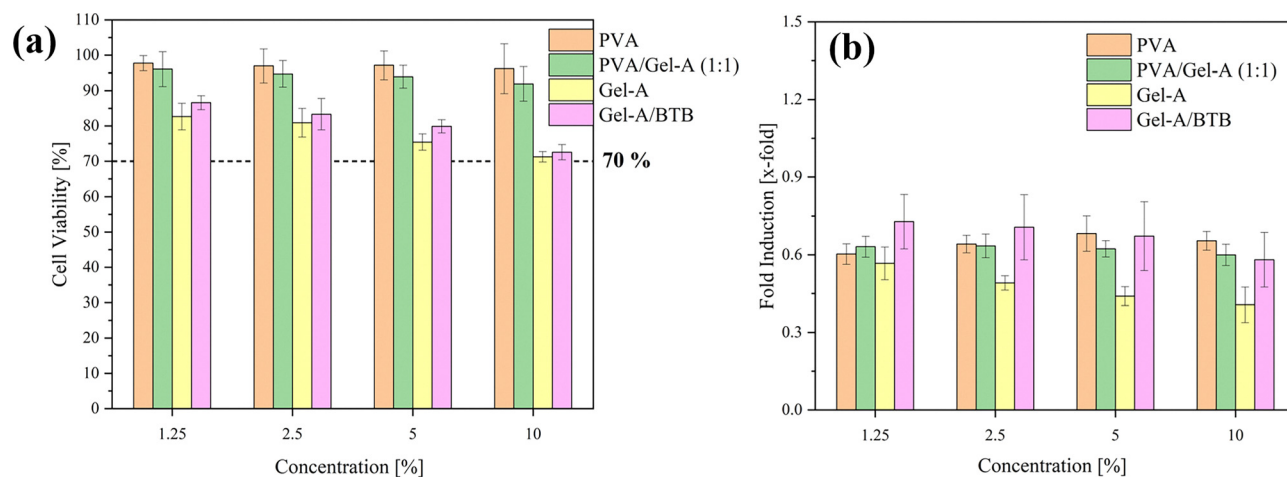 (a)
110
100
90
80
70
60
50
40
30
20
10
0
Cell Viability [%]
PVA
PVA/Gel-A (1:1)
Gel-A
Gel-A/BTB
70 %
1.25 2.5 5 10
Concentration [%]
(b)
1.5
1.2
0.9
0.6
0.3
0.0
Fold Induction [x-fold]
PVA
PVA/Gel-A (1:1)
Gel-A
Gel-A/BTB
1.25 2.5 5 10
Concentration [%]